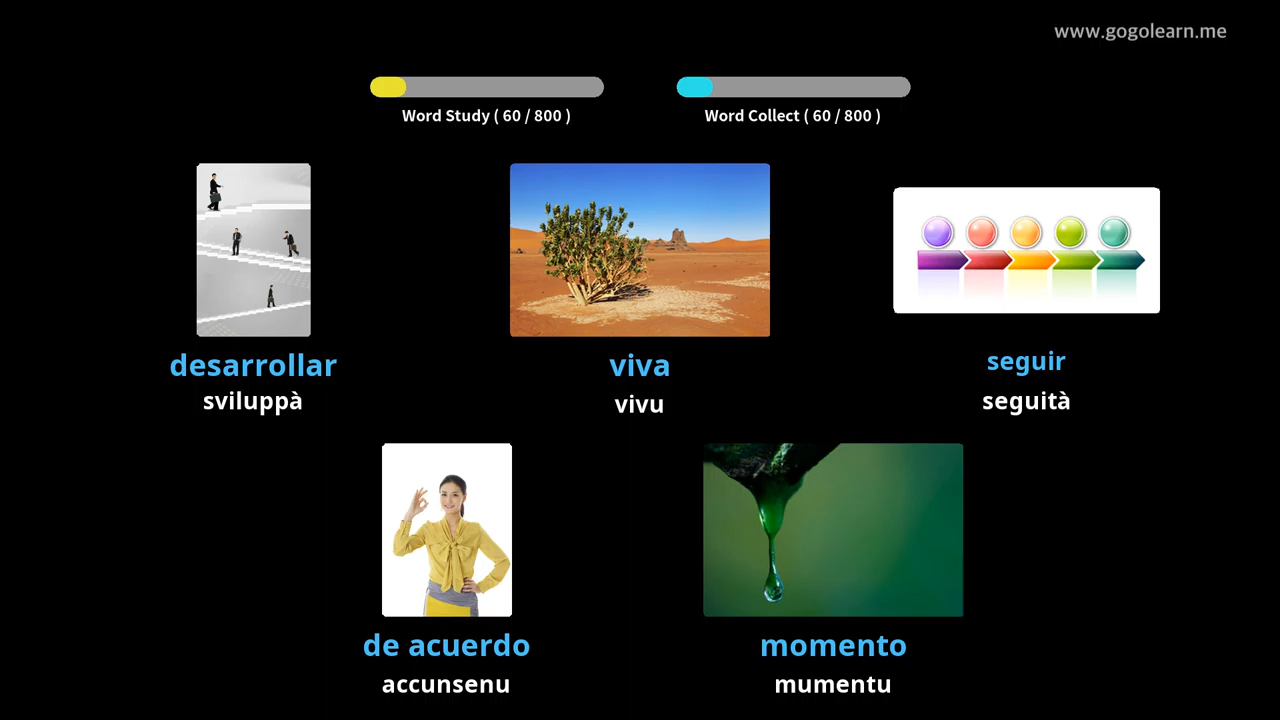 www.gogolearn.me
Word Study ( 60 / 800 )
Word Collect ( 60 / 800 )
desarrollar
sviluppà
viva
vivu
seguir
seguità
de acuerdo
accunsenu
momento
mumentu